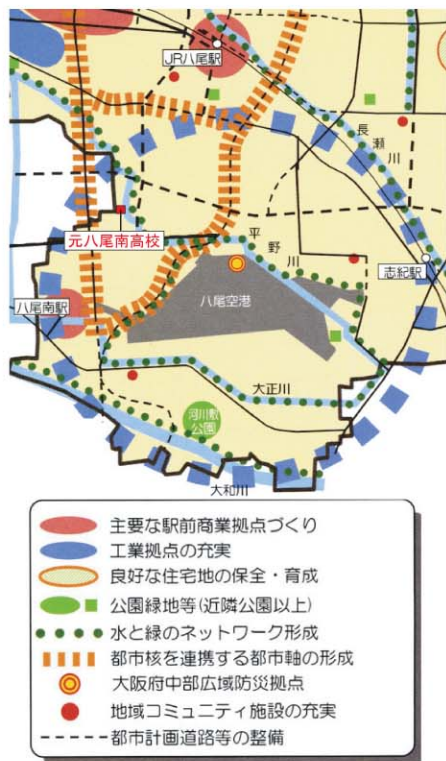 JR八尾駅
長瀬川
元八尾南高校
平野川
志紀駅
八尾空港
八尾南駅
大正川
河川敷
公園
大和川
主要な駅前商業拠点づくり
工業拠点の充実
良好な住宅地の保全・育成
公園緑地等(近隣公園以上)
水と緑のネットワーク形成
都市核を連携する都市軸の形成
大阪府中部広域防災拠点
地域コミュニティ施設の充実
都市計画道路等の整備